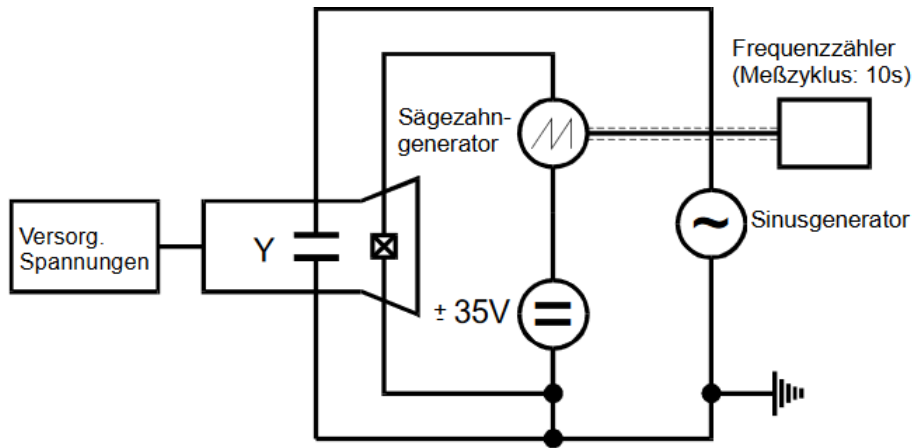 Frequenzzähler
(Meßzyklus: 10s)
Sägezahn-
generator
Versorg.
Spannungen
Y
± 35V
~
Sinusgenerator
=